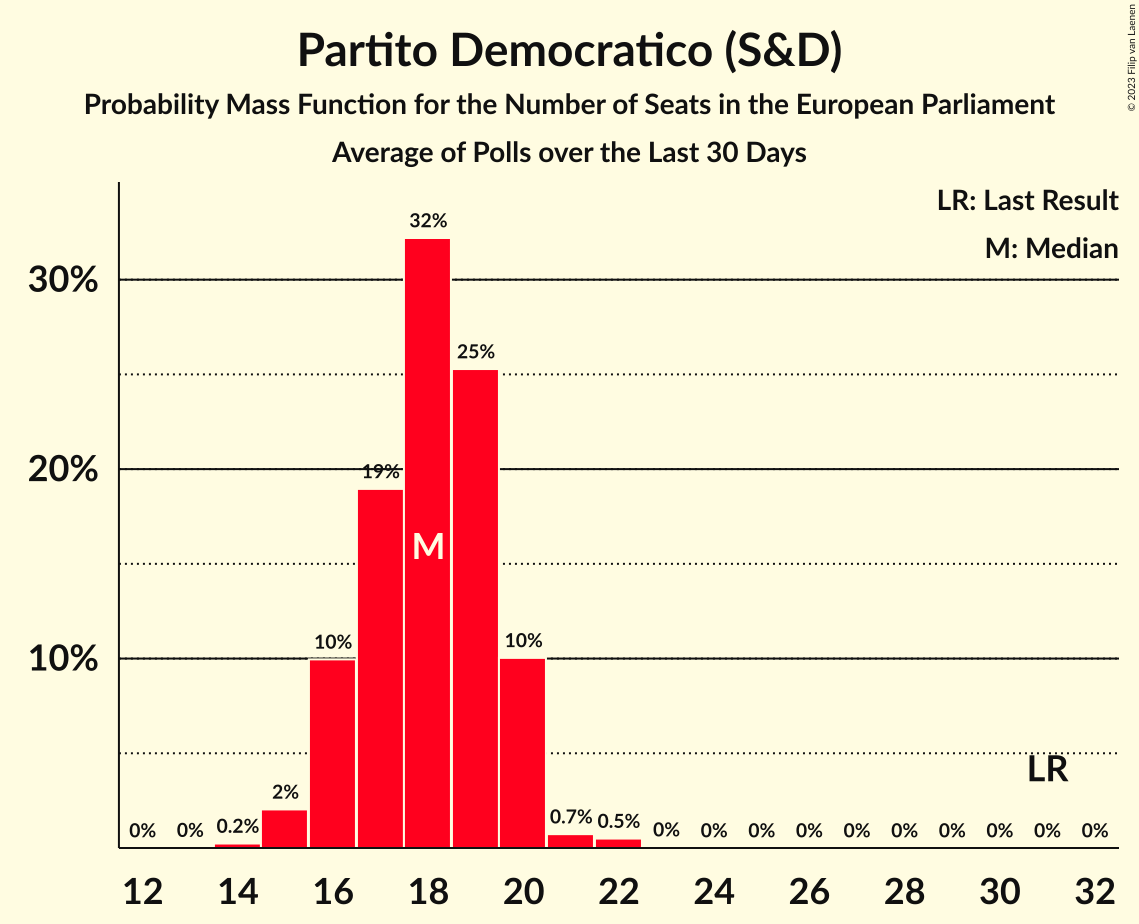 Partito Democratico (S&D)
Probability Mass Function for the Number of Seats in the European Parliament
Average of Polls over the Last 30 Days
© 2023 Filip van Laenen
LR: Last Result
M: Median
30%
20%
10%
0%
0%
0.2%
2%
10%
19%
32%
M
25%
10%
0.7%
0.5%
0%
0%
0%
0%
0%
0%
0%
0%
0%
LR
0%
12 14 16 18 20 22 24 26 28 30 32